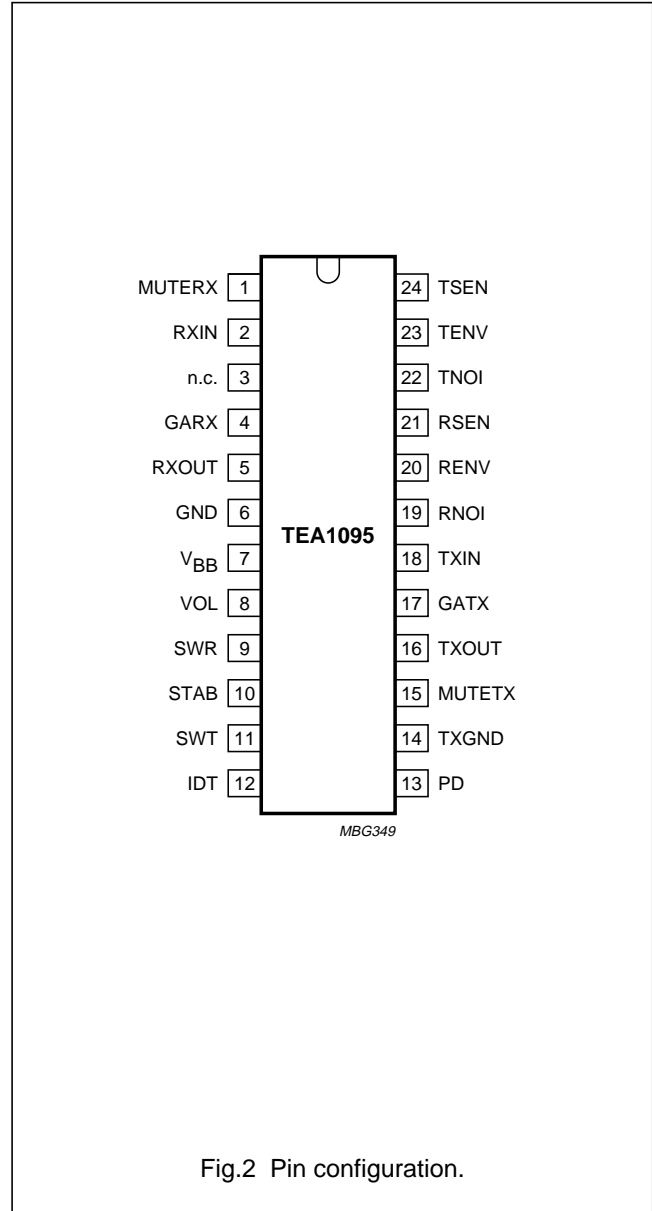 MUTERX 1 24 TSEN
RXIN 2 23 TENV
n.c. 3 22 TNOI
GARX 4 21 RSEN
RXOUT 5 20 RENV
GND 6 19 RNOI
TEA1095
VBB 7 18 TXIN
VOL 8 17 GATX
SWR 9 16 TXOUT
STAB 10 15 MUTETX
SWT 11 14 TXGND
IDT 12 13 PD
MBG349
Fig.2 Pin configuration.